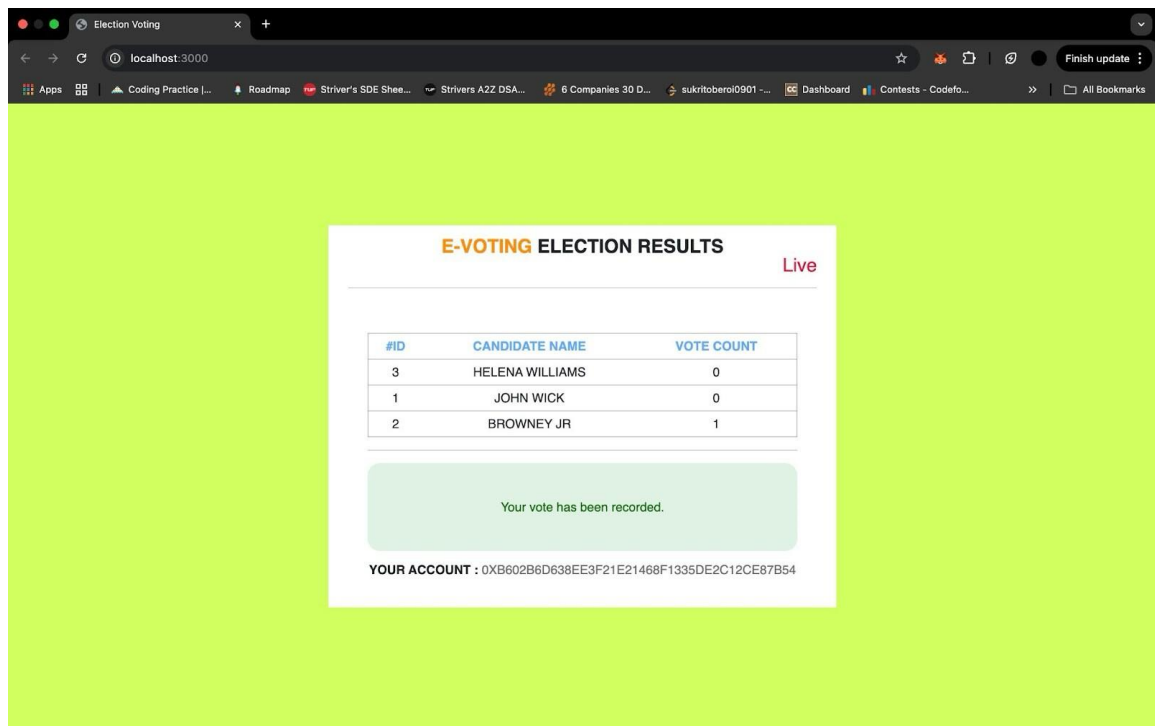 Election Voting
localhost:3000
Finish update
Apps Coding Practice |... Roadmap Striver's SDE Shee... Strivers A2Z DSA... 6 Companies 30 D... sukritoberoi0901 -... Dashboard Contests - Codefo... » All Bookmarks
E-VOTING ELECTION RESULTS
Live
#ID CANDIDATE NAME VOTE COUNT
3 HELENA WILLIAMS 0
1 JOHN WICK 0
2 BROWNEY JR 1
Your vote has been recorded.
YOUR ACCOUNT : 0XB602B6D638EE3F21E21468F1335DE2C12CE87B54